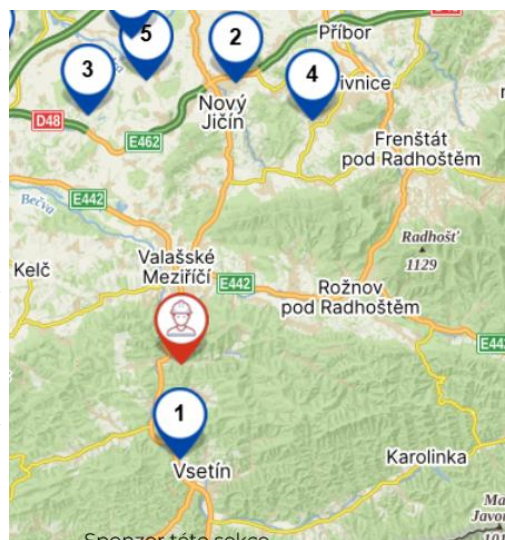 5
2
Příbor
3
4
ivnice
Nový
Jičín
D48
E462
Frenštát
pod Radhoštěm
E442
Bečva
Radhošť
1129
Valašské
Meziříčí
Kelč
E442
Rožnov
pod Radhoštěm
E442
1
Vsetín
Karolinka
Sponzor této sekce